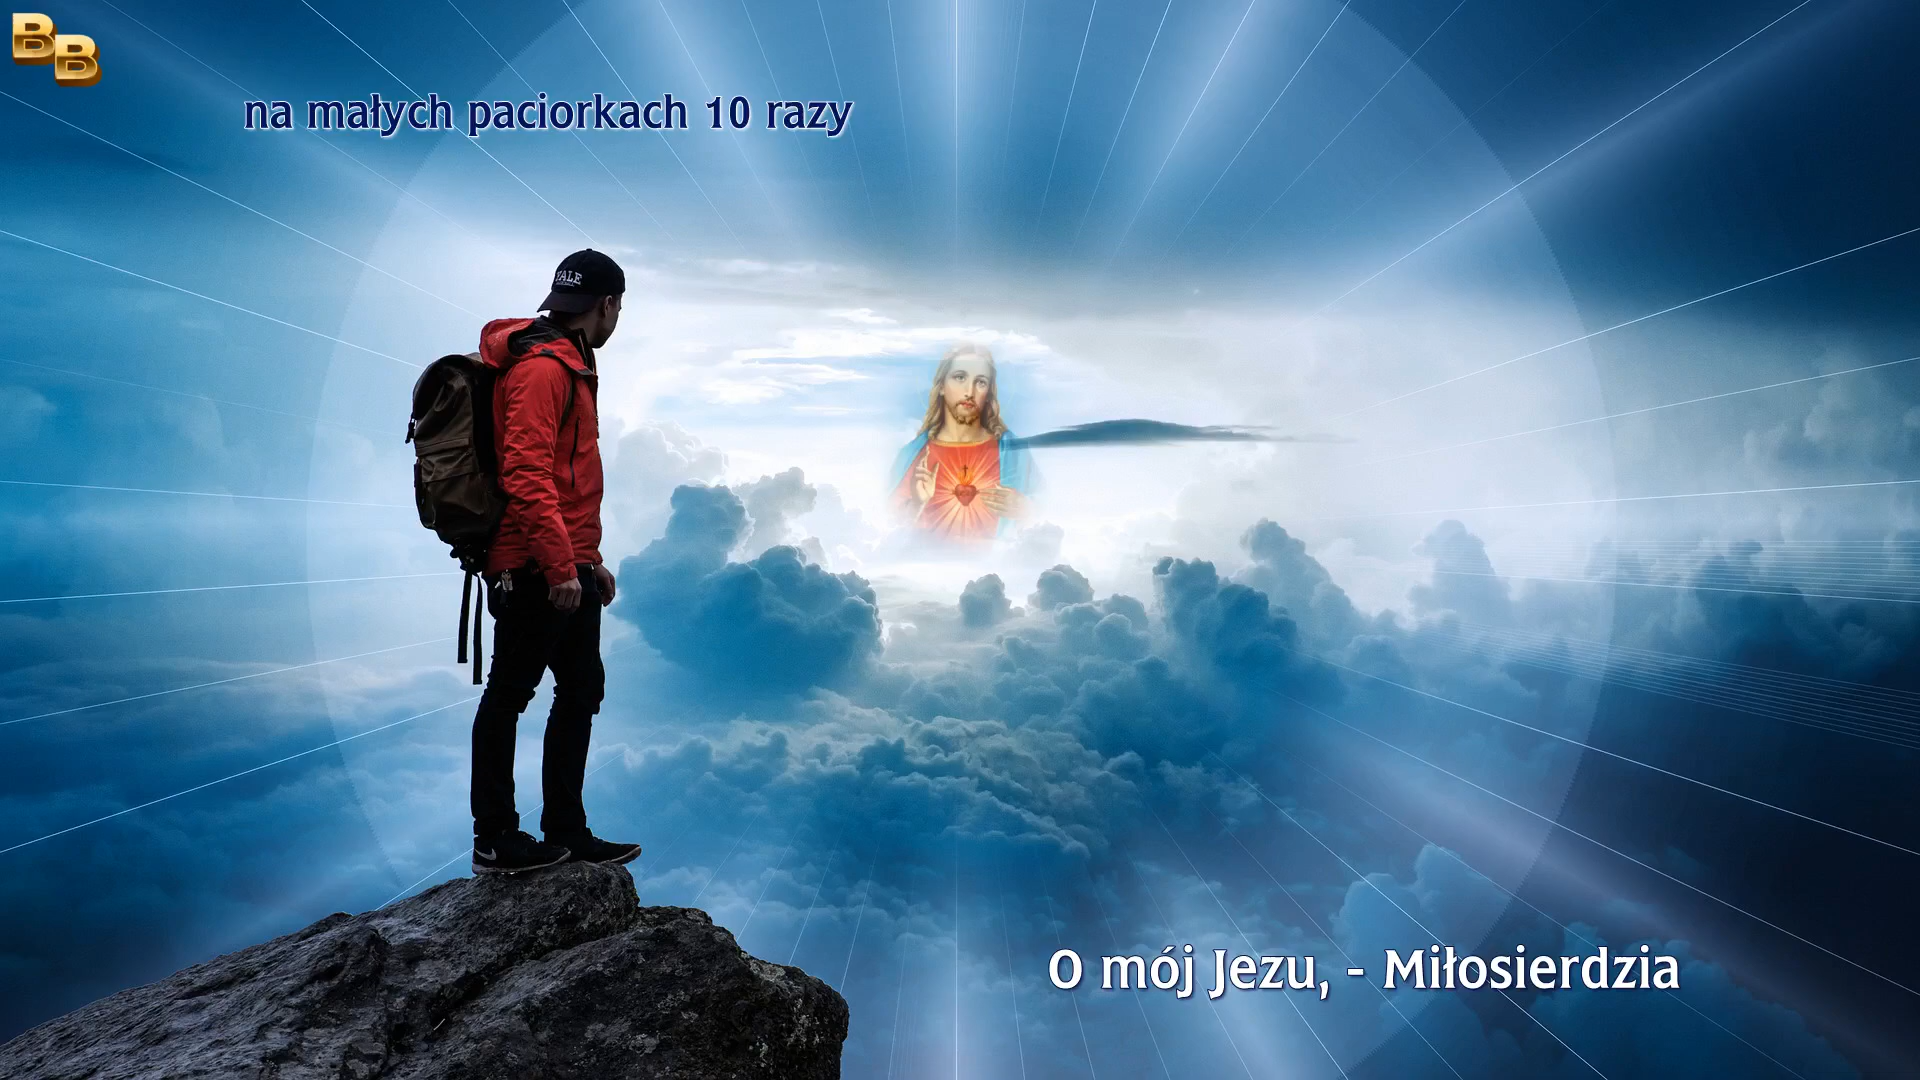 BB
na małych paciorkach 10 razy
YALE
O mój Jezu, - Miłosierdzia